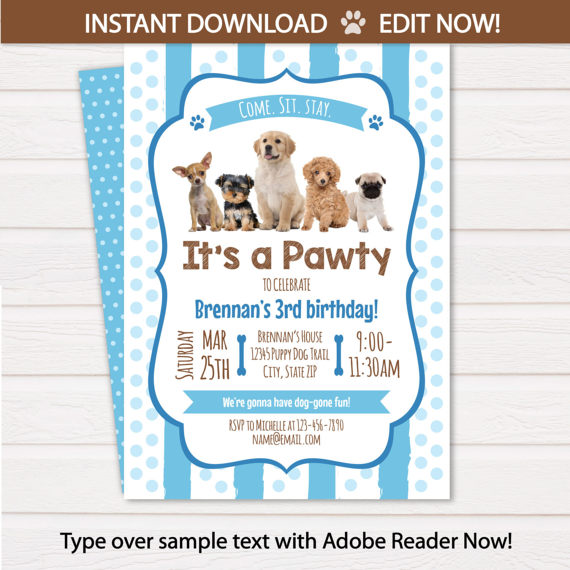 INSTANT DOWNLOAD EDIT NOW!
COME. SIT. STAY.
It's a Pawty
TO CELEBRATE
Brennan's 3rd birthday!
SATURDAY
MAR
25TH
BRENNAN'S HOUSE
12345 PUPPY DOG TRAIL
CITY, STATE ZIP
9:00-
11:30AM
We're gonna have dog-gone fun!
RSVP TO MICHELLE AT 123-456-7890
NAME@EMAIL.COM
Type over sample text with Adobe Reader Now!